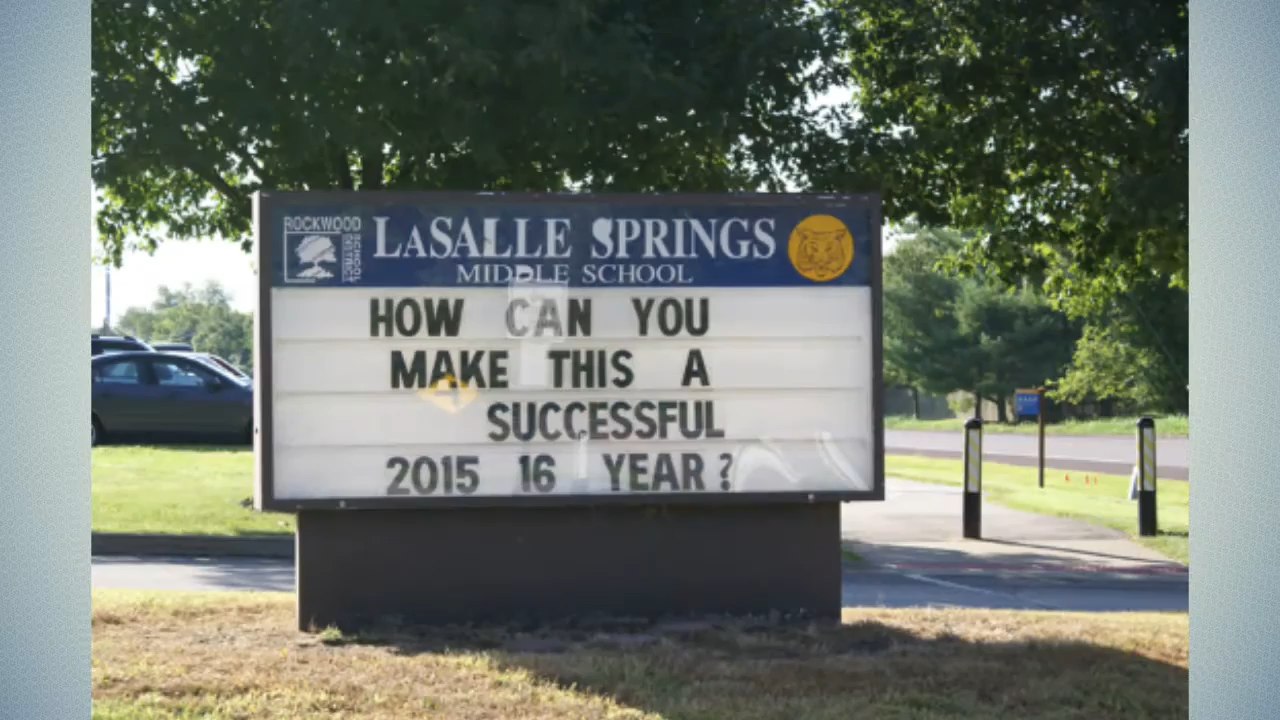 ROCKWOOD
SCHOOL
DISTRICT
LASALLE SPRINGS
MIDDLE SCHOOL
HOW CAN YOU
MAKE THIS A
SUCCESSFUL
2015 16 YEAR?